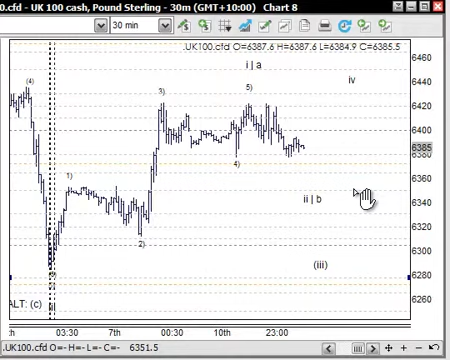 0.cfd - UK 100 cash, Pound Sterling - 30m (GMT+10:00) Chart 8
30 min
.UK100.cfd O=6387.6 H=6387.6 L=6384.9 C=6385.5
i | a
iv
(4)
3)
5)
4)
1)
2)
ii | b
(iii)
ALT: (c)
6460
6440
6420
6400
6385
6380
6360
6340
6320
6300
6280
6260
th 03:30 7th 00:30 10th 23:00
.UK100.cfd O=- H=- L=- C=- 6351.5